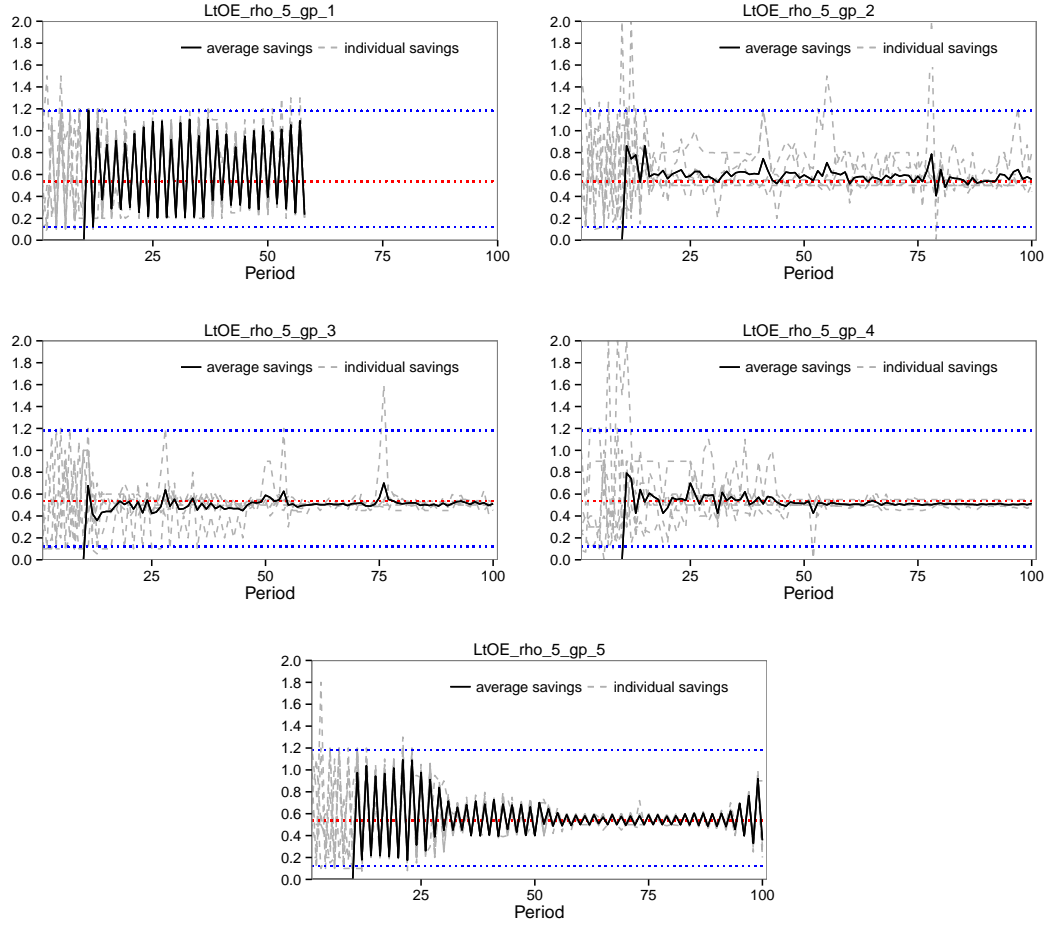 LtOE_rho_5_gp_1
LtOE_rho_5_gp_2
2.0
1.8
1.6
1.4
1.2
1.0
0.8
0.6
0.4
0.2
0.0
average savings individual savings
25 50 75 100
Period
2.0
1.8
1.6
1.4
1.2
1.0
0.8
0.6
0.4
0.2
0.0
average savings individual savings
25 50 75 100
Period
LtOE_rho_5_gp_3
LtOE_rho_5_gp_4
2.0
1.8
1.6
1.4
1.2
1.0
0.8
0.6
0.4
0.2
0.0
average savings individual savings
25 50 75 100
Period
2.0
1.8
1.6
1.4
1.2
1.0
0.8
0.6
0.4
0.2
0.0
average savings individual savings
25 50 75 100
Period
LtOE_rho_5_gp_5
2.0
1.8
1.6
1.4
1.2
1.0
0.8
0.6
0.4
0.2
0.0
average savings individual savings
25 50 75 100
Period